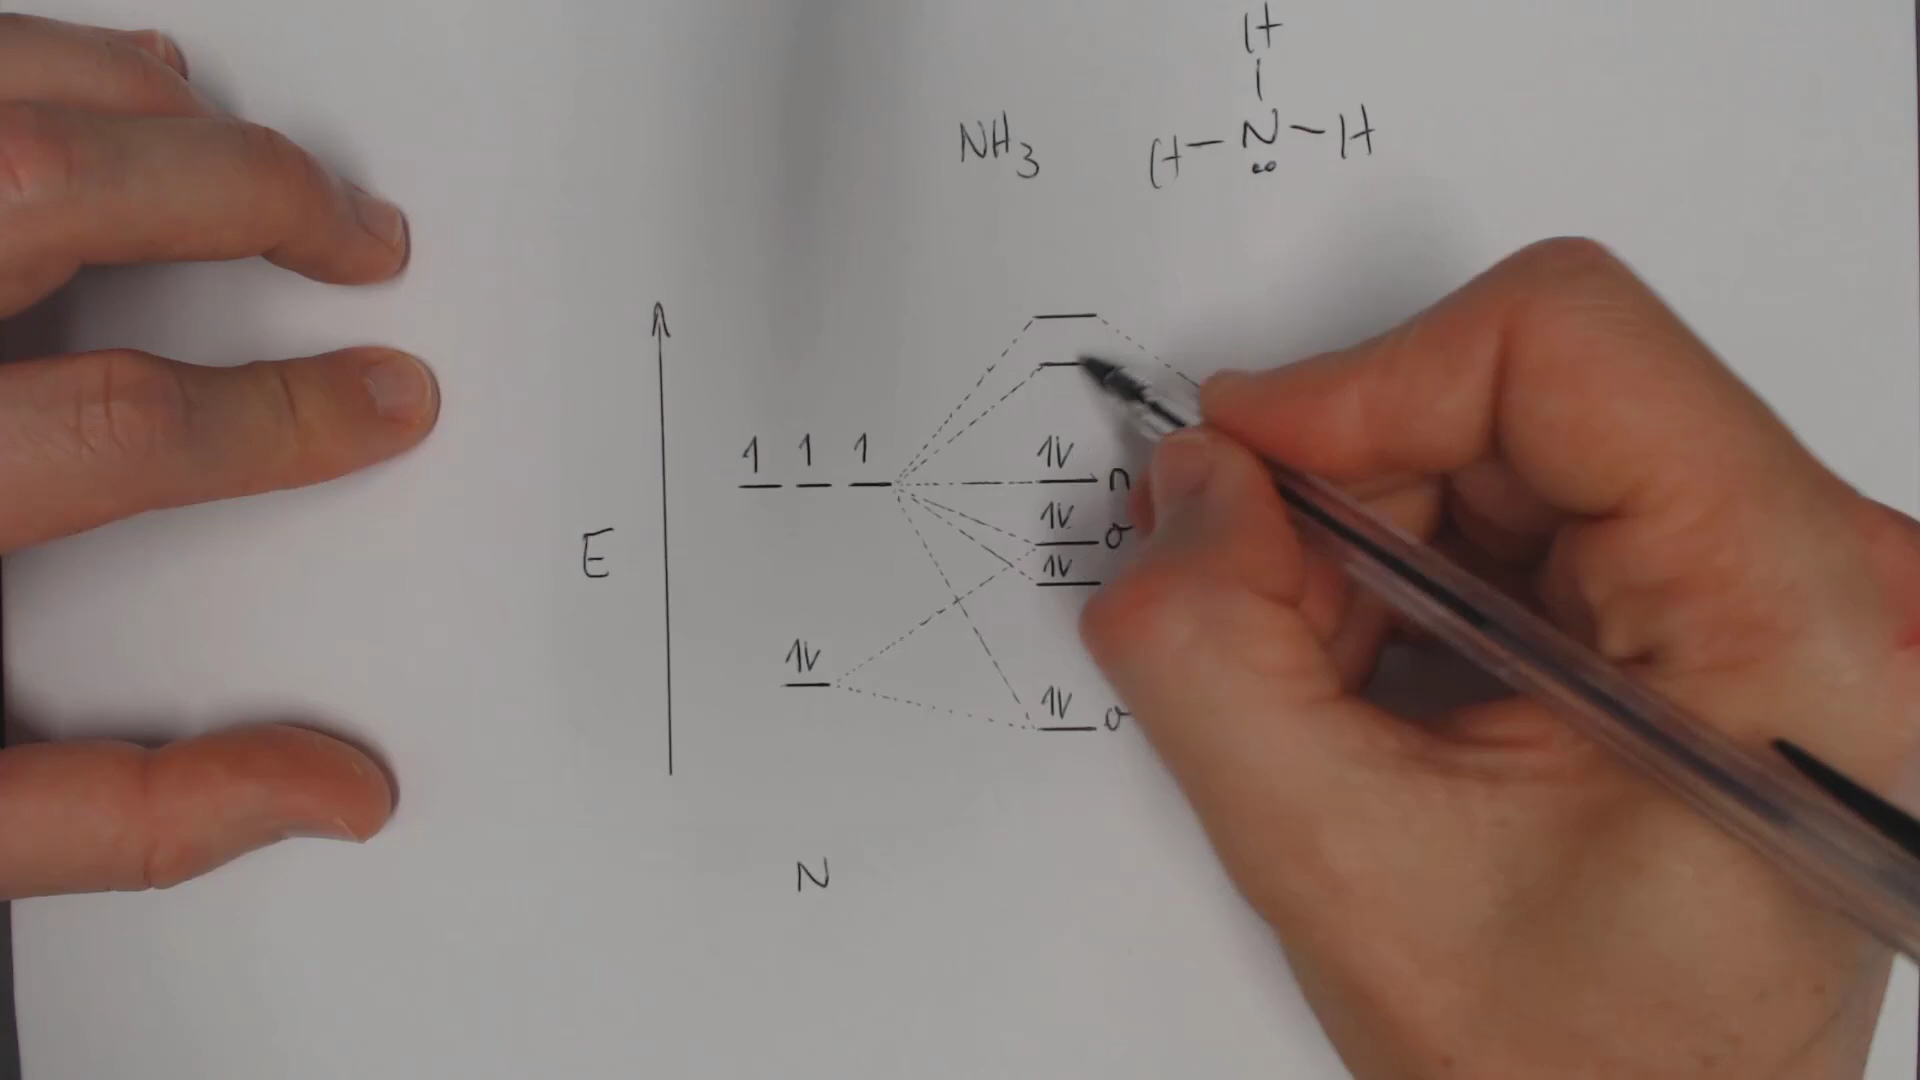 H
|
NH3 H-N-H
1 1 1
1V n
1V σ
E
1V
1V
1V σ
N